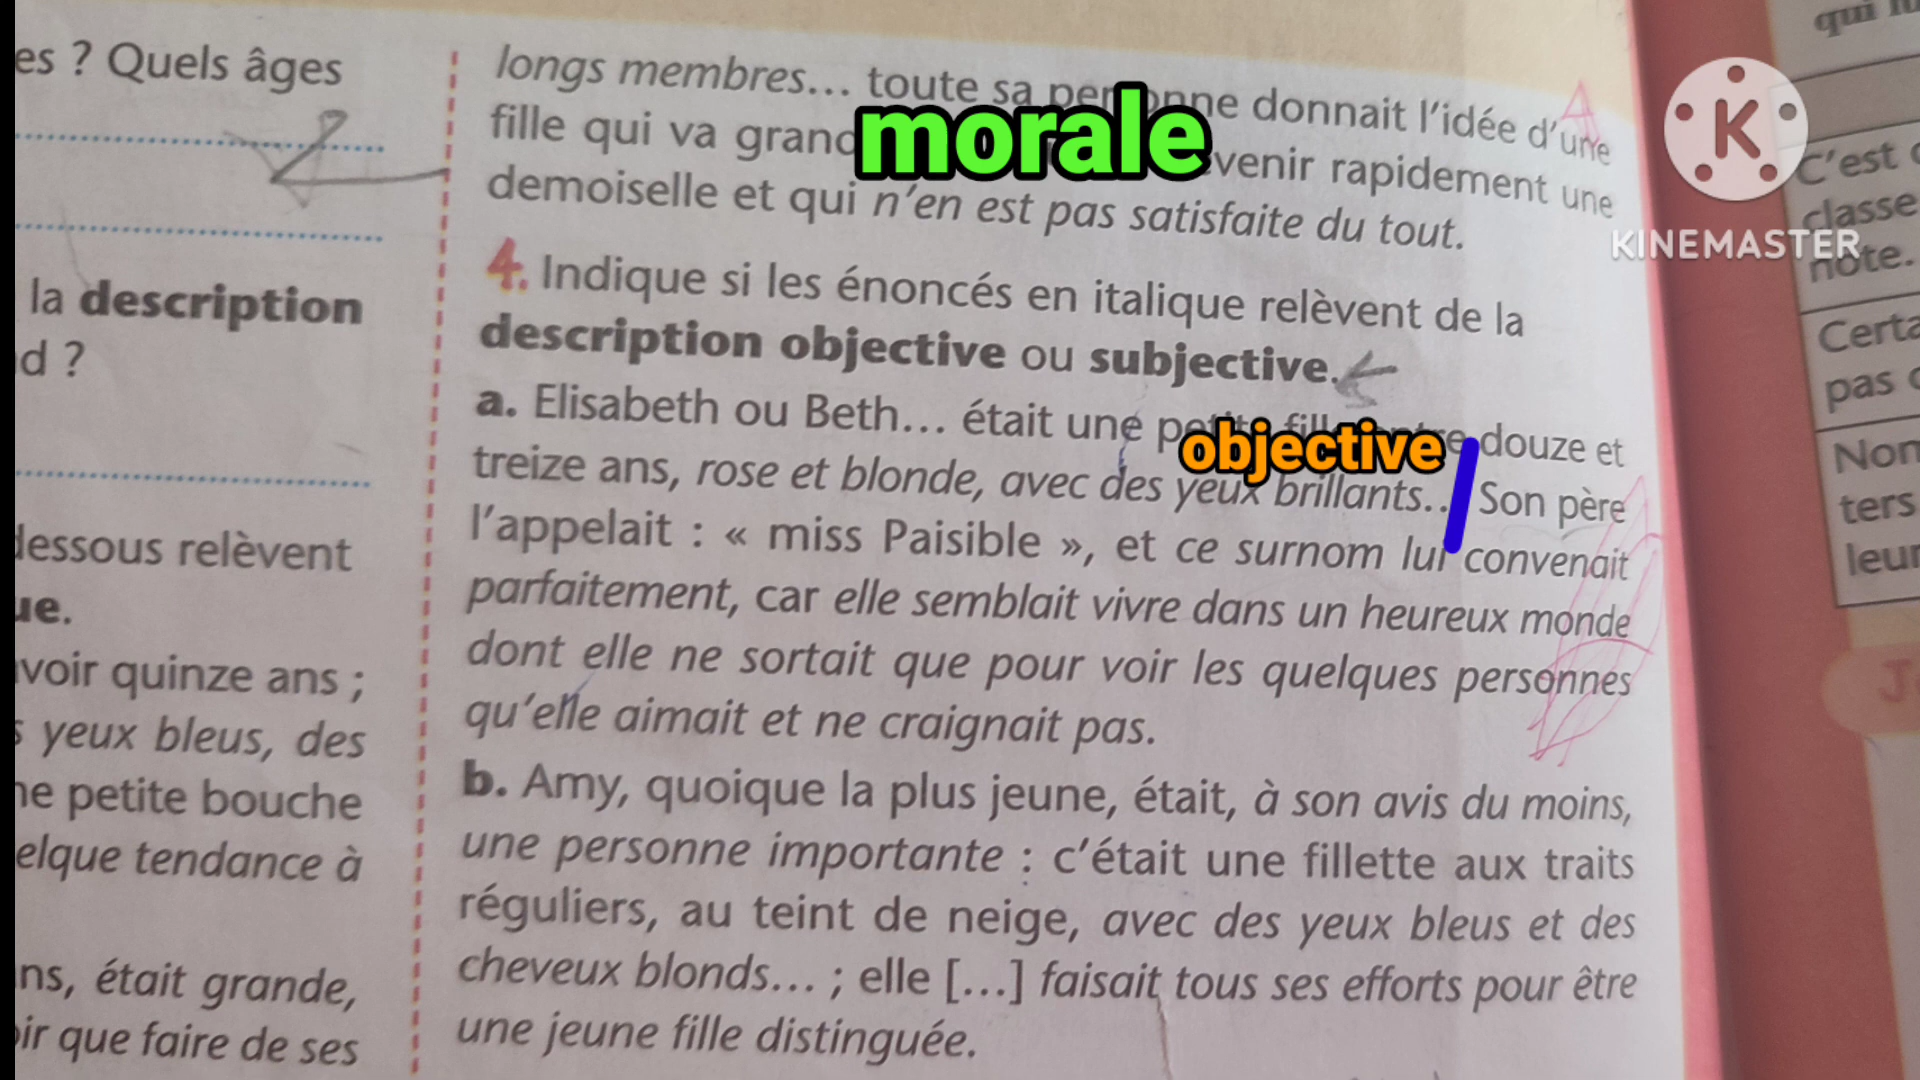 es ? Quels âges
la description
d ?
dessous relèvent
ue.
voir quinze ans ;
s yeux bleus, des
ne petite bouche
elque tendance à
ns, était grande,
oir que faire de ses
longs membres... toute sa personne donnait l'idée d'une
fille qui va grand morale venir rapidement une
demoiselle et qui n'en est pas satisfaite du tout.
4. Indique si les énoncés en italique relèvent de la
description objective ou subjective.
a. Elisabeth ou Beth... était une petite fille entre douze et
objective
treize ans, rose et blonde, avec des yeux brillants... Son père
l'appelait : « miss Paisible », et ce surnom lui convenait
parfaitement, car elle semblait vivre dans un heureux monde
dont elle ne sortait que pour voir les quelques personnes
qu'elle aimait et ne craignait pas.
b. Amy, quoique la plus jeune, était, à son avis du moins,
une personne importante : c'était une fillette aux traits
réguliers, au teint de neige, avec des yeux bleus et des
cheveux blonds... ; elle [...] faisait tous ses efforts pour être
une jeune fille distinguée.
K
KINEMASTER
qui
C'est
classe
note.
Certa
pas
Non
ters
leur
J